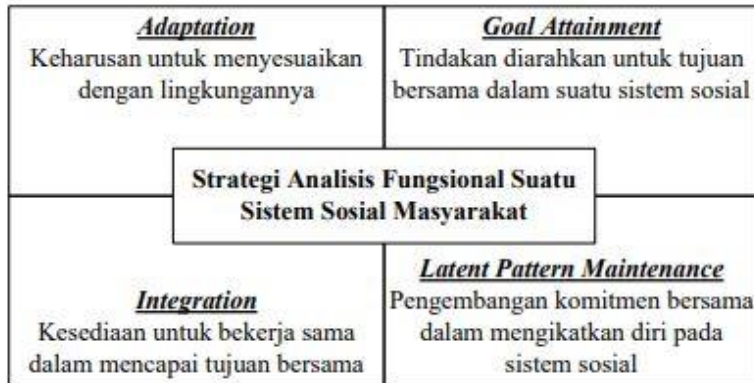 Adaptation
Keharusan untuk menyesuaikan
dengan lingkungannya
Goal Attainment
Tindakan diarahkan untuk tujuan
bersama dalam suatu sistem sosial
Strategi Analisis Fungsional Suatu
Sistem Sosial Masyarakat
Integration
Kesediaan untuk bekerja sama
dalam mencapai tujuan bersama
Latent Pattern Maintenance
Pengembangan komitmen bersama
dalam mengikatkan diri pada
sistem sosial